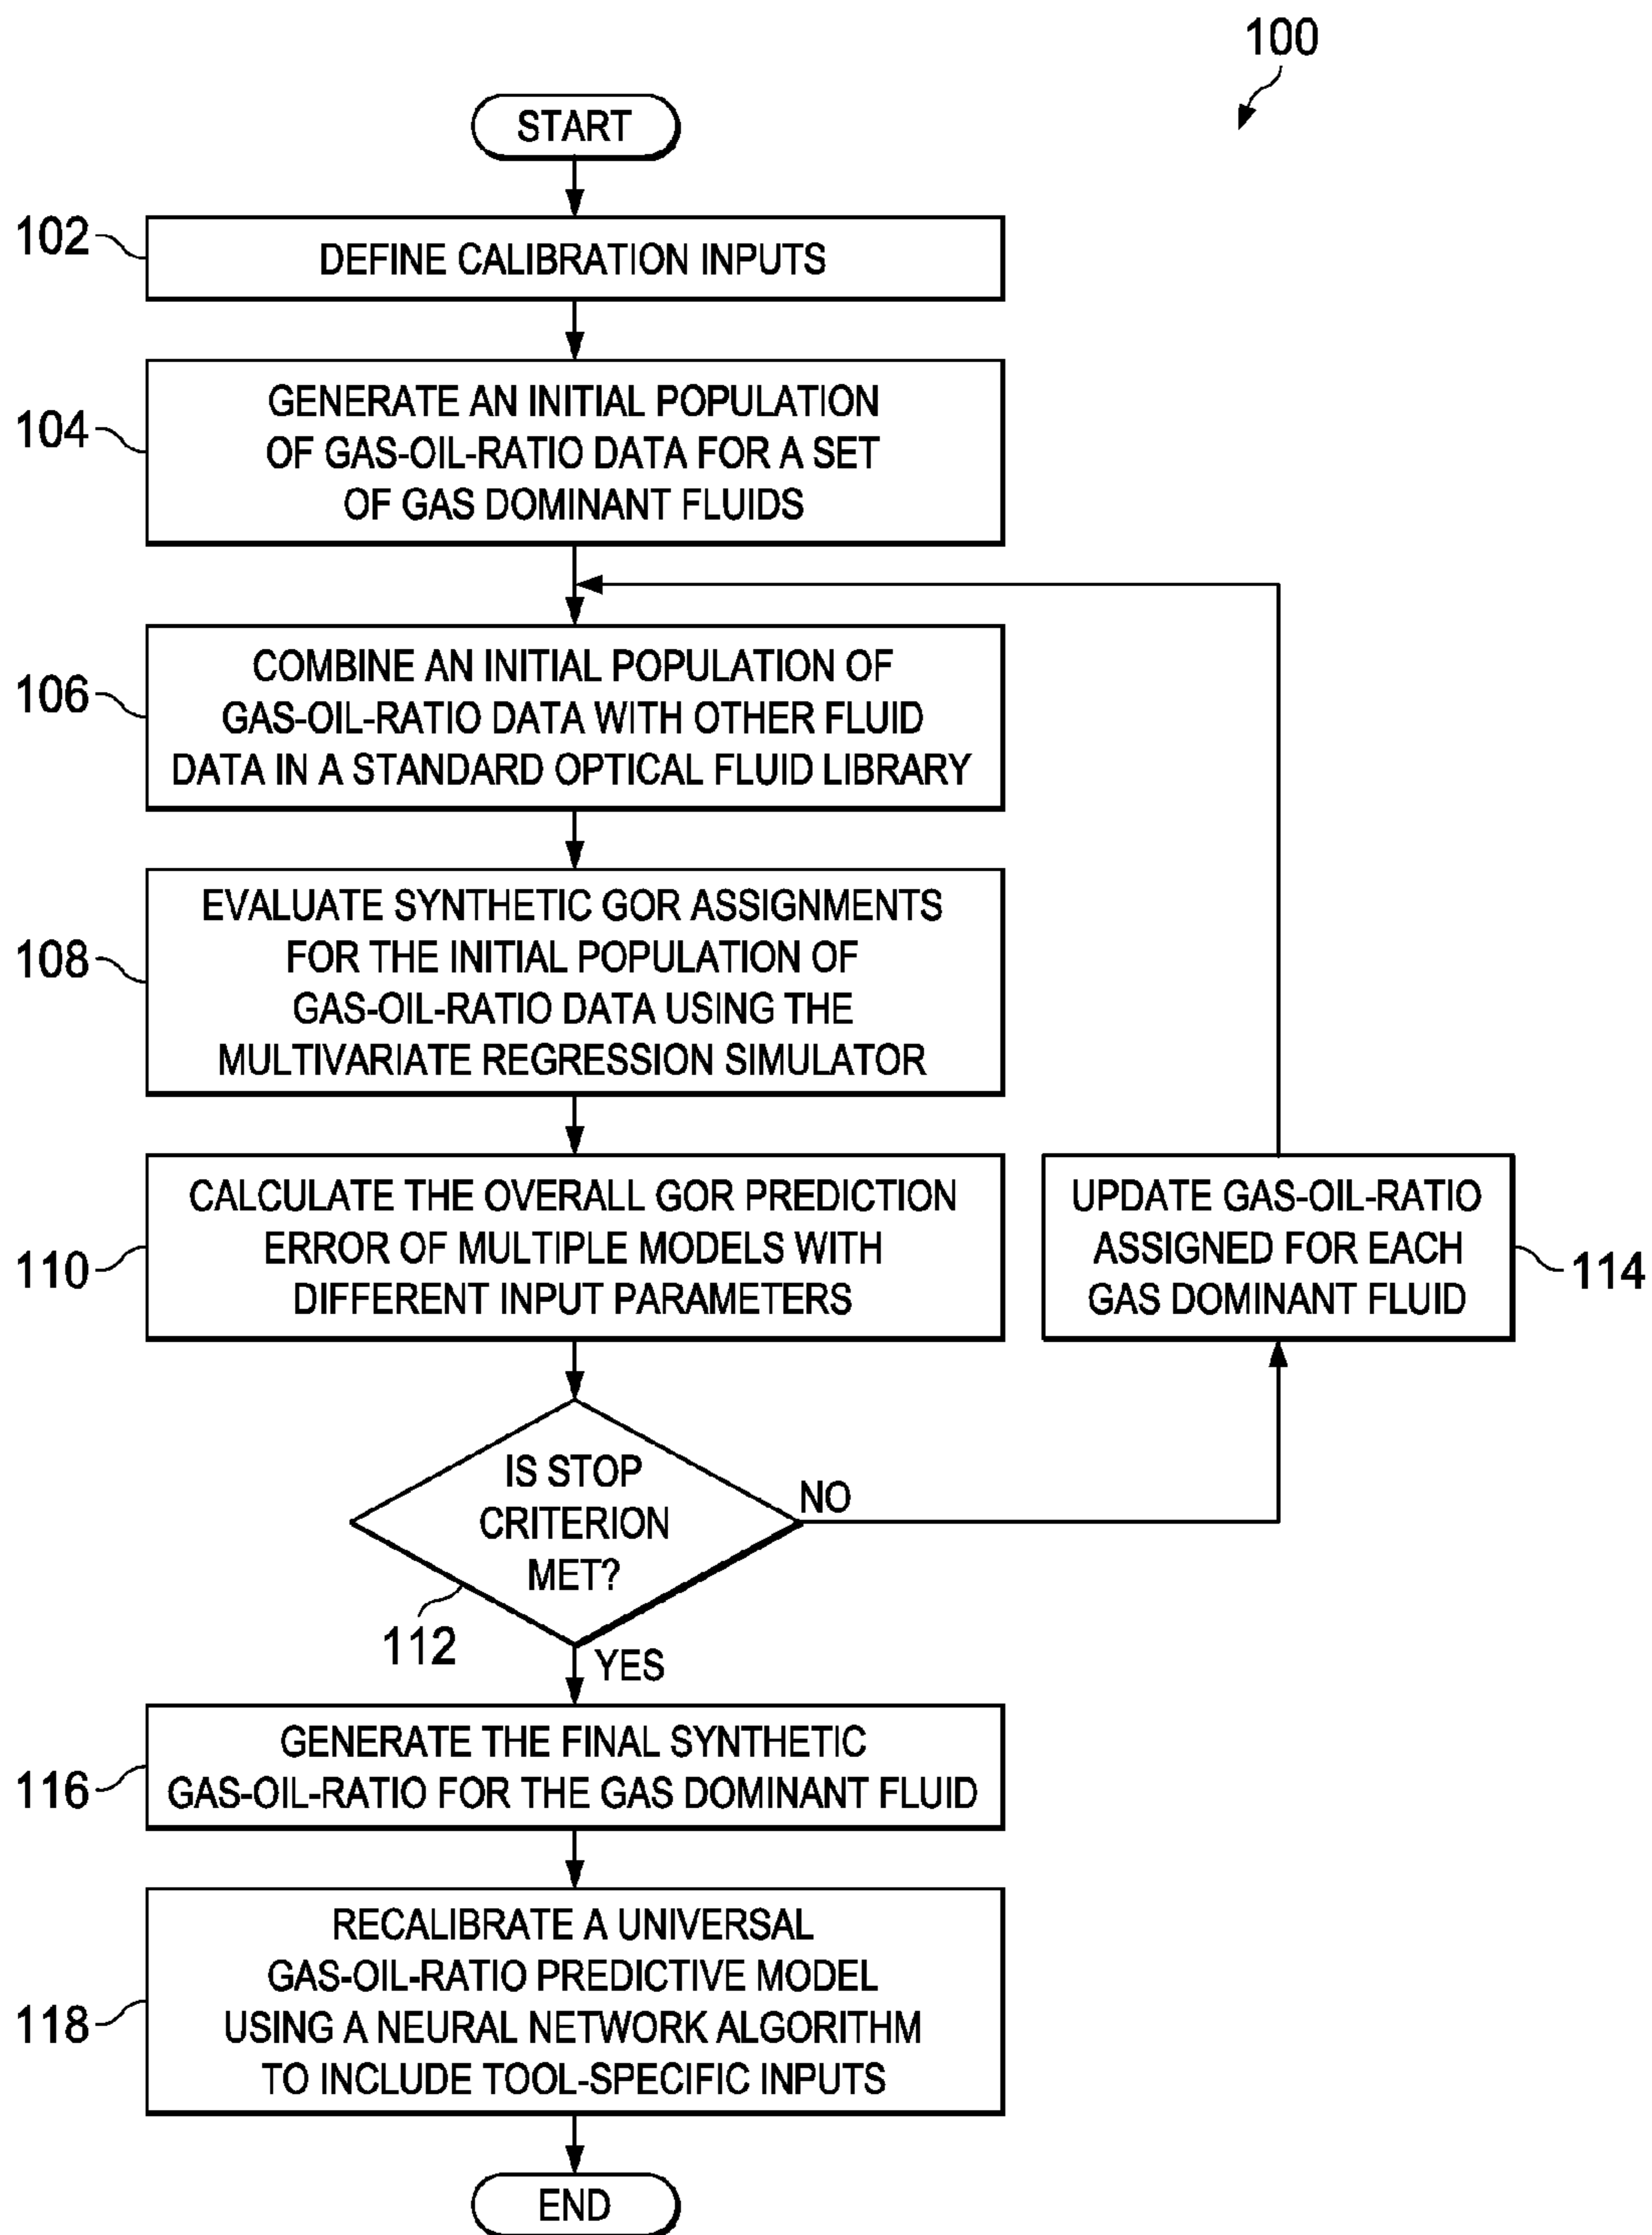 100
START
102
DEFINE CALIBRATION INPUTS
104
GENERATE AN INITIAL POPULATION
OF GAS-OIL-RATIO DATA FOR A SET
OF GAS DOMINANT FLUIDS
106
COMBINE AN INITIAL POPULATION OF
GAS-OIL-RATIO DATA WITH OTHER FLUID
DATA IN A STANDARD OPTICAL FLUID LIBRARY
108
EVALUATE SYNTHETIC GOR ASSIGNMENTS
FOR THE INITIAL POPULATION OF
GAS-OIL-RATIO DATA USING THE
MULTIVARIATE REGRESSION SIMULATOR
110
CALCULATE THE OVERALL GOR PREDICTION
ERROR OF MULTIPLE MODELS WITH
DIFFERENT INPUT PARAMETERS
UPDATE GAS-OIL-RATIO
ASSIGNED FOR EACH
GAS DOMINANT FLUID
114
IS STOP
CRITERION
MET?
NO
112
YES
116
GENERATE THE FINAL SYNTHETIC
GAS-OIL-RATIO FOR THE GAS DOMINANT FLUID
118
RECALIBRATE A UNIVERSAL
GAS-OIL-RATIO PREDICTIVE MODEL
USING A NEURAL NETWORK ALGORITHM
TO INCLUDE TOOL-SPECIFIC INPUTS
END